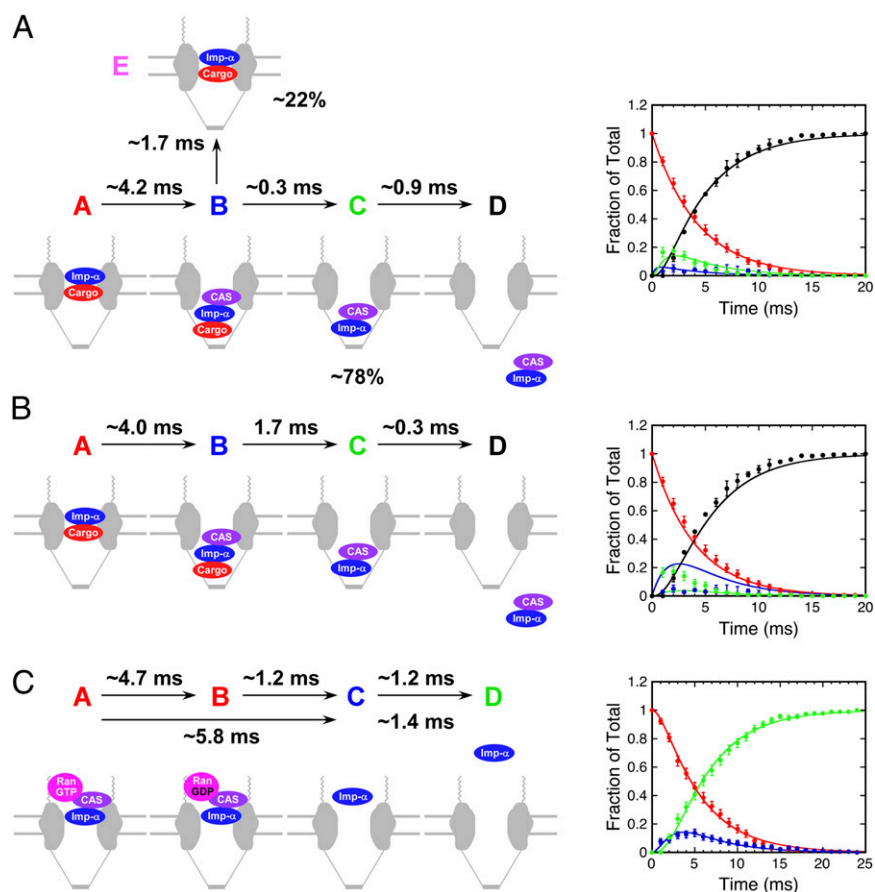 A
E
Imp-α
Cargo
~22%
~1.7 ms
~4.2 ms
~0.3 ms
~0.9 ms
A
B
C
D
Imp-α
Cargo
CAS
Imp-α
Cargo
CAS
Imp-α
CAS
Imp-α
~78%
Fraction of Total
1.2
1
0.8
0.6
0.4
0.2
0
0
5
10
15
20
Time (ms)
B
~4.0 ms
1.7 ms
~0.3 ms
A
B
C
D
Imp-α
Cargo
CAS
Imp-α
Cargo
CAS
Imp-α
CAS
Imp-α
Fraction of Total
1.2
1
0.8
0.6
0.4
0.2
0
0
5
10
15
20
Time (ms)
C
~4.7 ms
~1.2 ms
~1.2 ms
A
B
C
D
~5.8 ms
~1.4 ms
Ran
GTP
CAS
Imp-α
Ran
GDP
CAS
Imp-α
Imp-α
Imp-α
Fraction of Total
1.2
1
0.8
0.6
0.4
0.2
0
0
5
10
15
20
25
Time (ms)